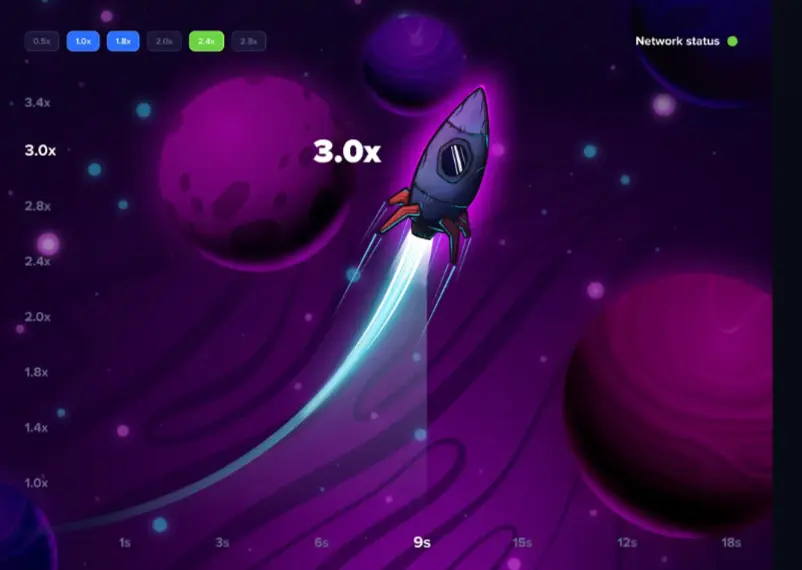 0.5x 1.0x 1.8x 2.0x 2.4x 2.8x Network status
3.4x
3.0x
3.0x
2.8x
2.4x
2.0x
1.8x
1.4x
1.0x
1s 3s 6s 9s 15s 12s 18s